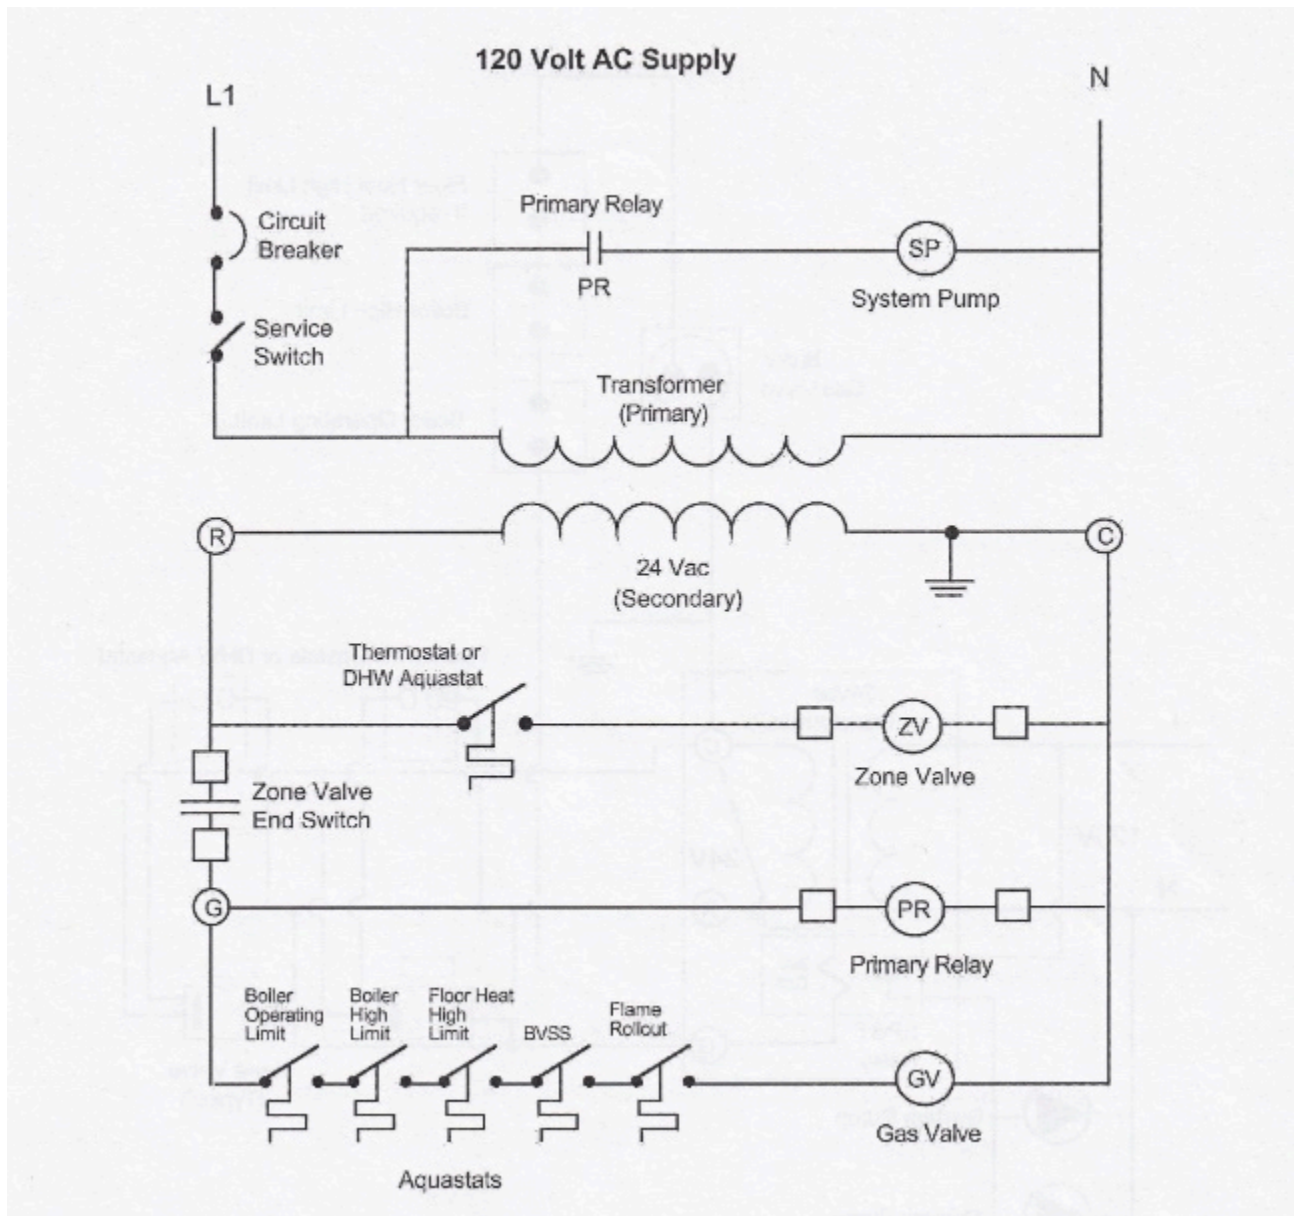 120 Volt AC Supply
L1
N
Primary Relay
Circuit
Breaker
SP
PR
System Pump
Service
Switch
Transformer
(Primary)
R
C
24 Vac
(Secondary)
Thermostat or
DHW Aquastat
ZV
Zone Valve
Zone Valve
End Switch
G
PR
Primary Relay
Boller
Operating
Limit
Boiler
High
Limit
Floor Heat
High
Limit
BVSS
Flame
Rollout
GV
Gas Valve
Aquastats